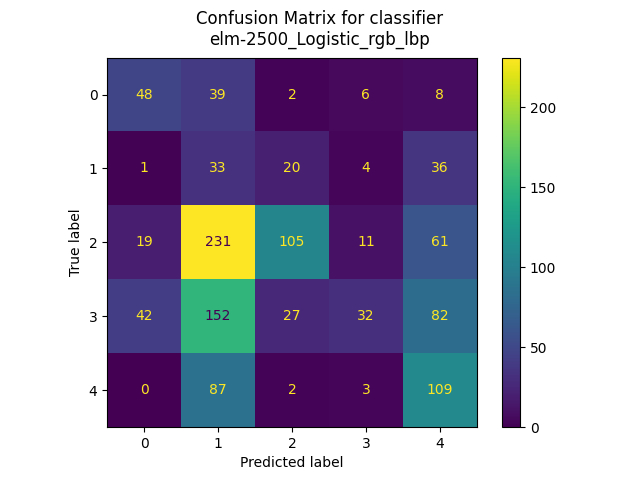 Confusion Matrix for classifier
elm-2500_Logistic_rgb_lbp
0 48 39 2 6 8
1 1 33 20 4 36
2 19 231 105 11 61
3 42 152 27 32 82
4 0 87 2 3 109
0 1 2 3 4
True label
Predicted label
200
150
100
50
0